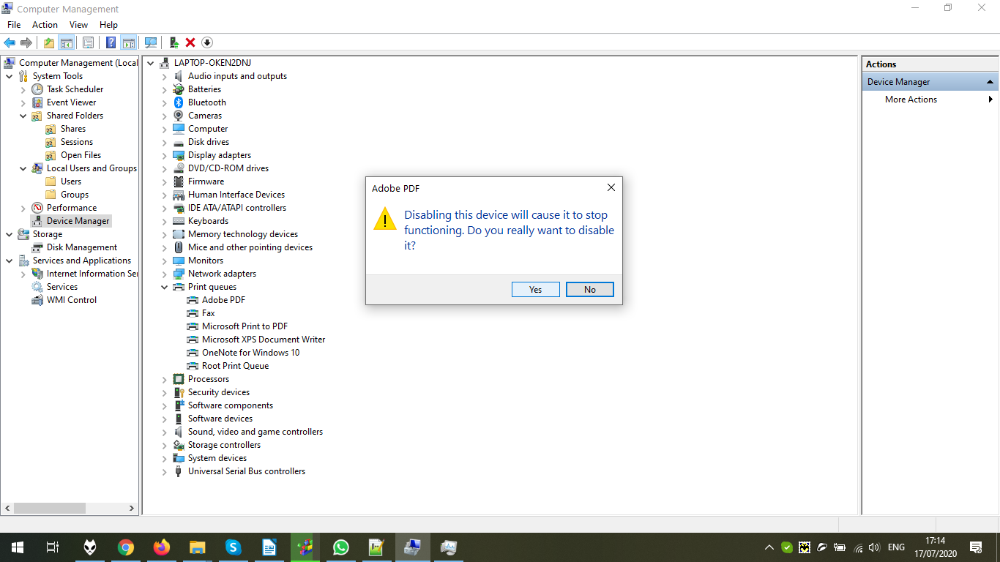 Computer Management
File Action View Help
Computer Management (Local
System Tools
Task Scheduler
Event Viewer
Shared Folders
Shares
Sessions
Open Files
Local Users and Groups
Users
Groups
Performance
Device Manager
Storage
Disk Management
Services and Applications
Internet Information Ser
Services
WMI Control
LAPTOP-OKEN2DNJ
Audio inputs and outputs
Batteries
Bluetooth
Cameras
Computer
Disk drives
Display adapters
DVD/CD-ROM drives
Firmware
Human Interface Devices
IDE ATA/ATAPI controllers
Keyboards
Memory technology devices
Mice and other pointing devices
Monitors
Network adapters
Print queues
Adobe PDF
Fax
Microsoft Print to PDF
Microsoft XPS Document Writer
OneNote for Windows 10
Root Print Queue
Processors
Security devices
Software components
Software devices
Sound, video and game controllers
Storage controllers
System devices
Universal Serial Bus controllers
Adobe PDF
Disabling this device will cause it to stop
functioning. Do you really want to disable
it?
Yes No
Actions
Device Manager
More Actions
ENG
17:14
17/07/2020